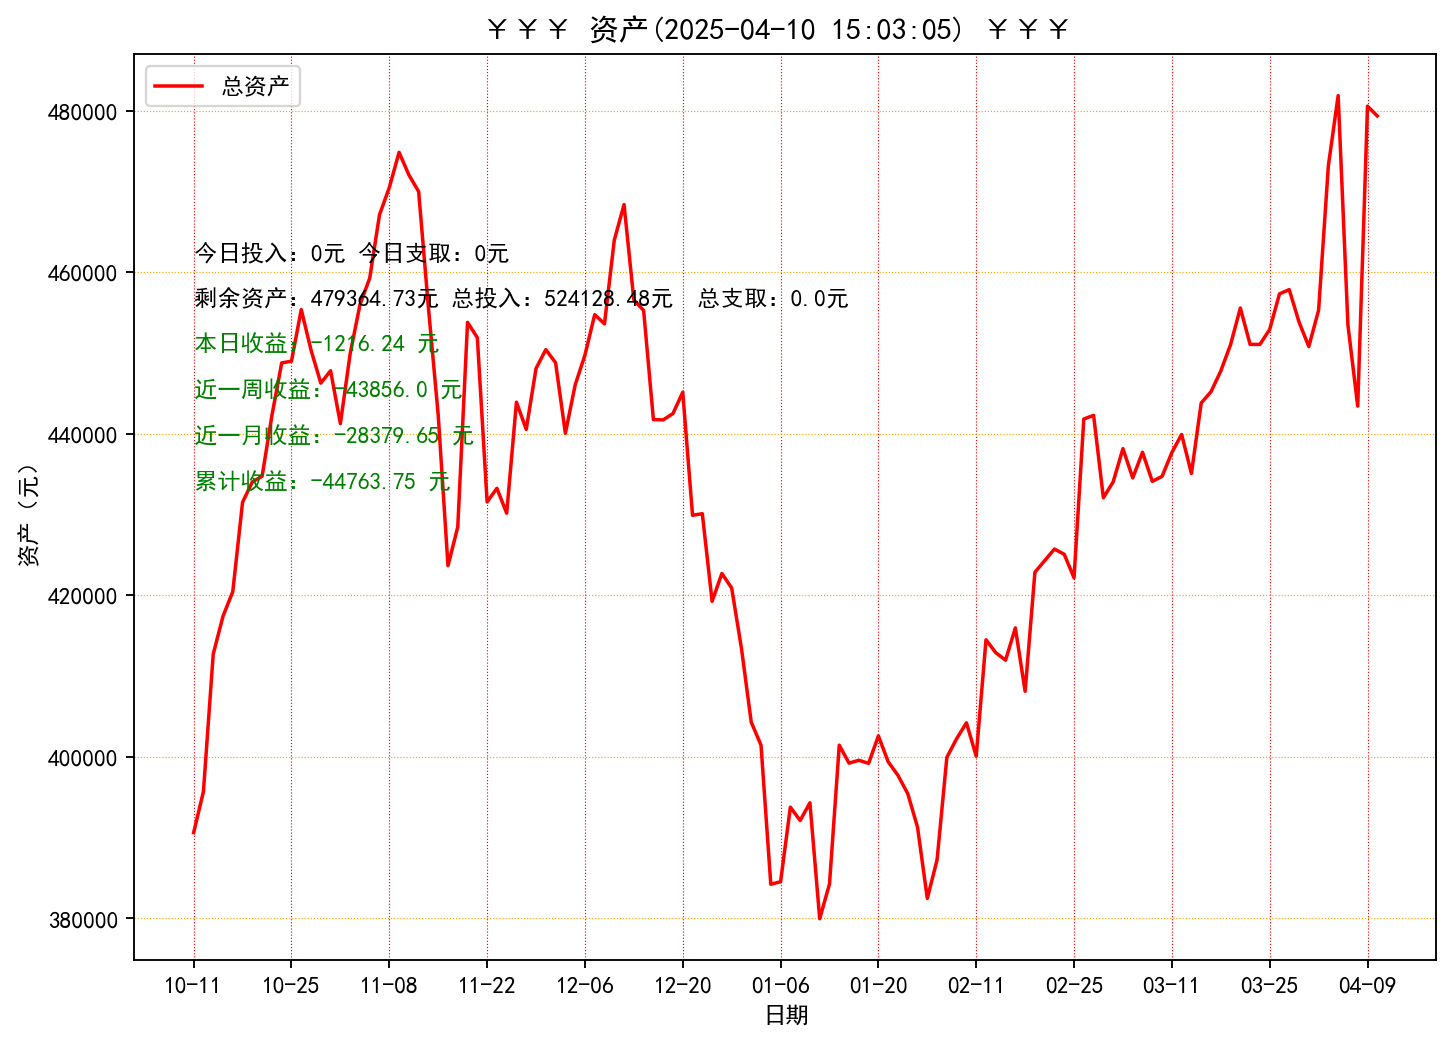 ￥￥￥ 资产(2025-04-10 15:03:05) ￥￥￥
总资产
480000
460000
440000
420000
400000
380000
资产（元）
今日投入：0元 今日支取：0元
剩余资产：479364.73元 总投入：524128.48元  总支取：0.0元
本日收益：-1216.24 元
近一周收益：-43856.0 元
近一月收益：-28379.65 元
累计收益：-44763.75 元
10-11 10-25 11-08 11-22 12-06 12-20 01-06 01-20 02-11 02-25 03-11 03-25 04-09
日期